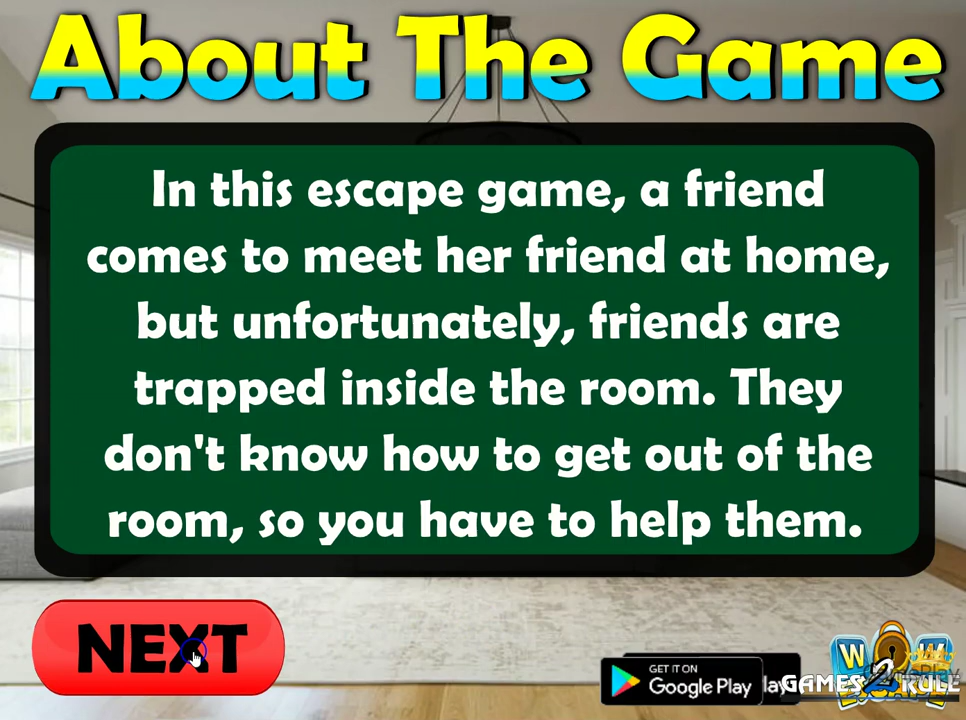 About The Game
In this escape game, a friend
comes to meet her friend at home,
but unfortunately, friends are
trapped inside the room. They
don't know how to get out of the
room, so you have to help them.
NEXT
GET IT ON
Google Play
WOW
GAMES2RULE